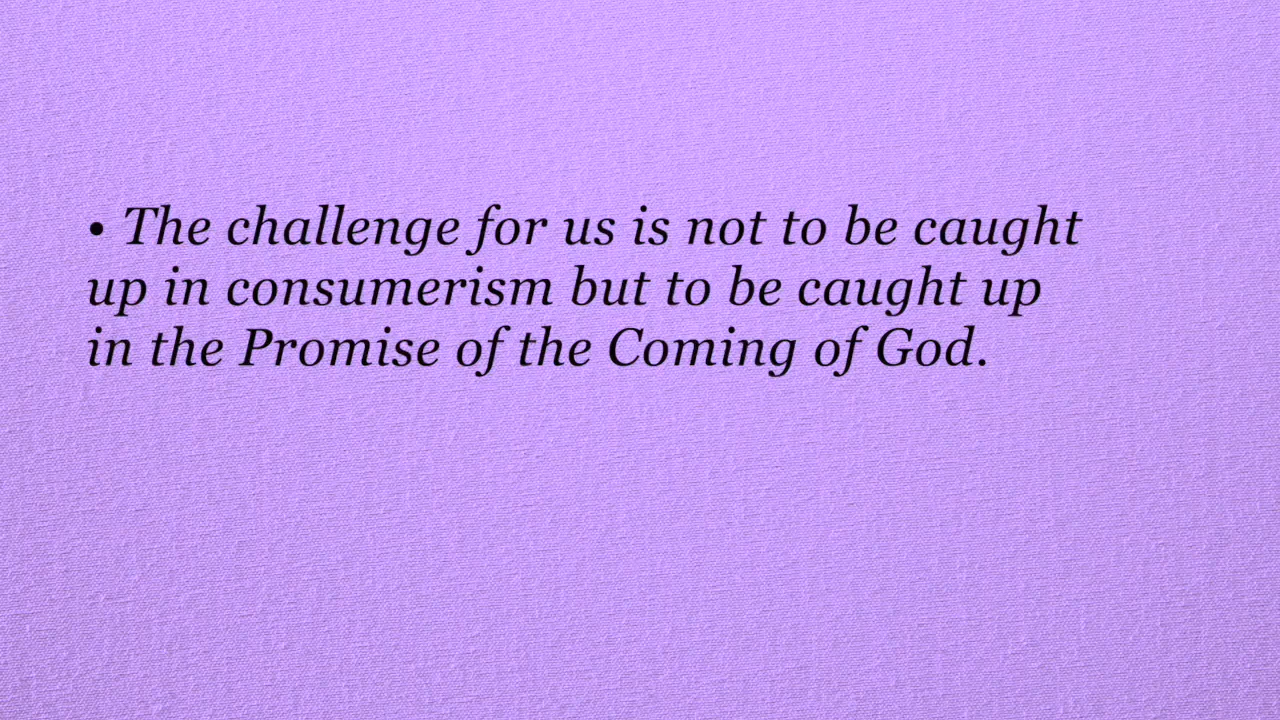 • The challenge for us is not to be caught
up in consumerism but to be caught up
in the Promise of the Coming of God.